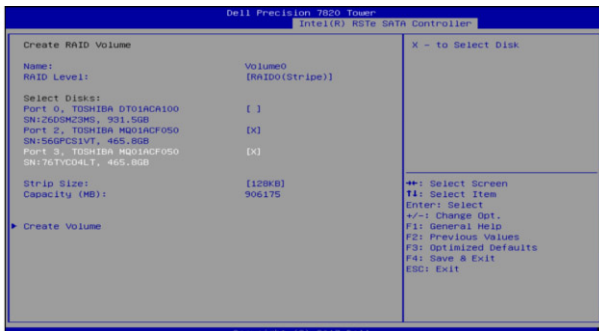 Dell Precision 7820 Tower
Intel(R) RSTe SATA Controller
Create RAID Volume
X - to Select Disk
Name: Volume0
RAID Level: [RAID0(Stripe)]
Select Disks:
Port 0, TOSHIBA DT01ACA100 [ ]
SN:26DSMZ3MS, 931.5GB
Port 2, TOSHIBA MQ01ACF050 [X]
SN:56GPCS1VT, 465.8GB
Port 3, TOSHIBA MQ01ACF050 [X]
SN:76TYC04LT, 465.8GB
Strip Size: [128KB]
Capacity (MB): 906175
▶ Create Volume
→←: Select Screen
↑↓: Select Item
Enter: Select
+/-: Change Opt.
F1: General Help
F2: Previous Values
F3: Optimized Defaults
F4: Save & Exit
ESC: Exit